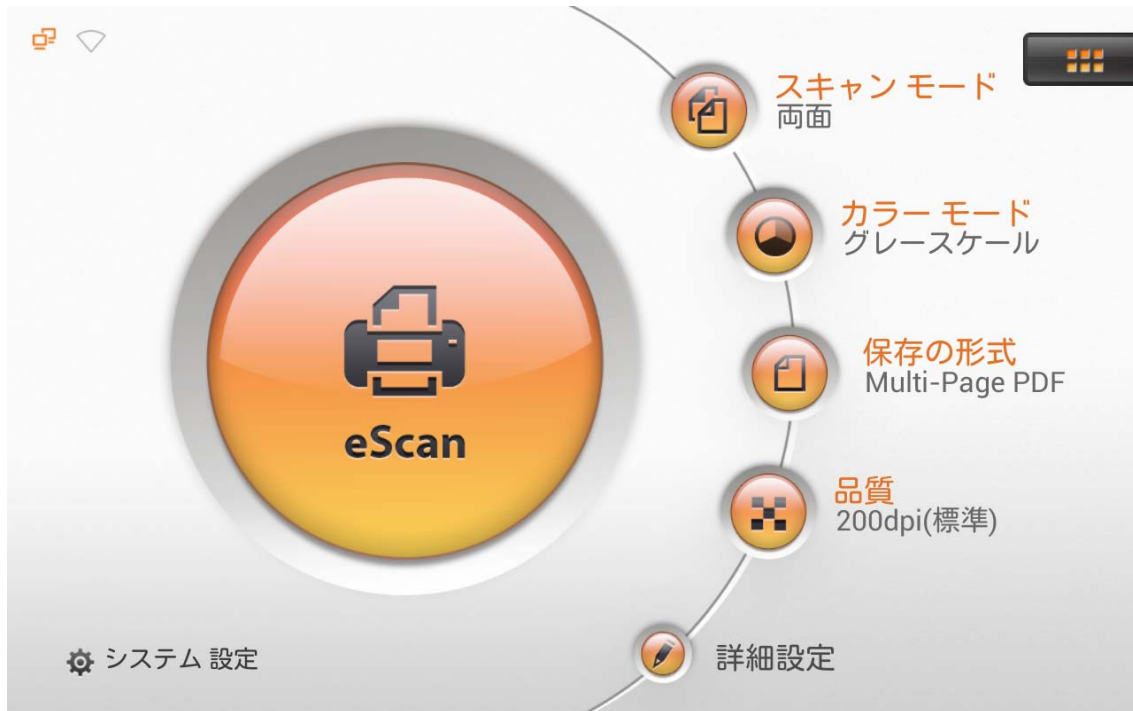 スキャン モード
両面
カラー モード
グレースケール
保存の形式
Multi-Page PDF
eScan
品質
200dpi(標準)
システム 設定
詳細設定